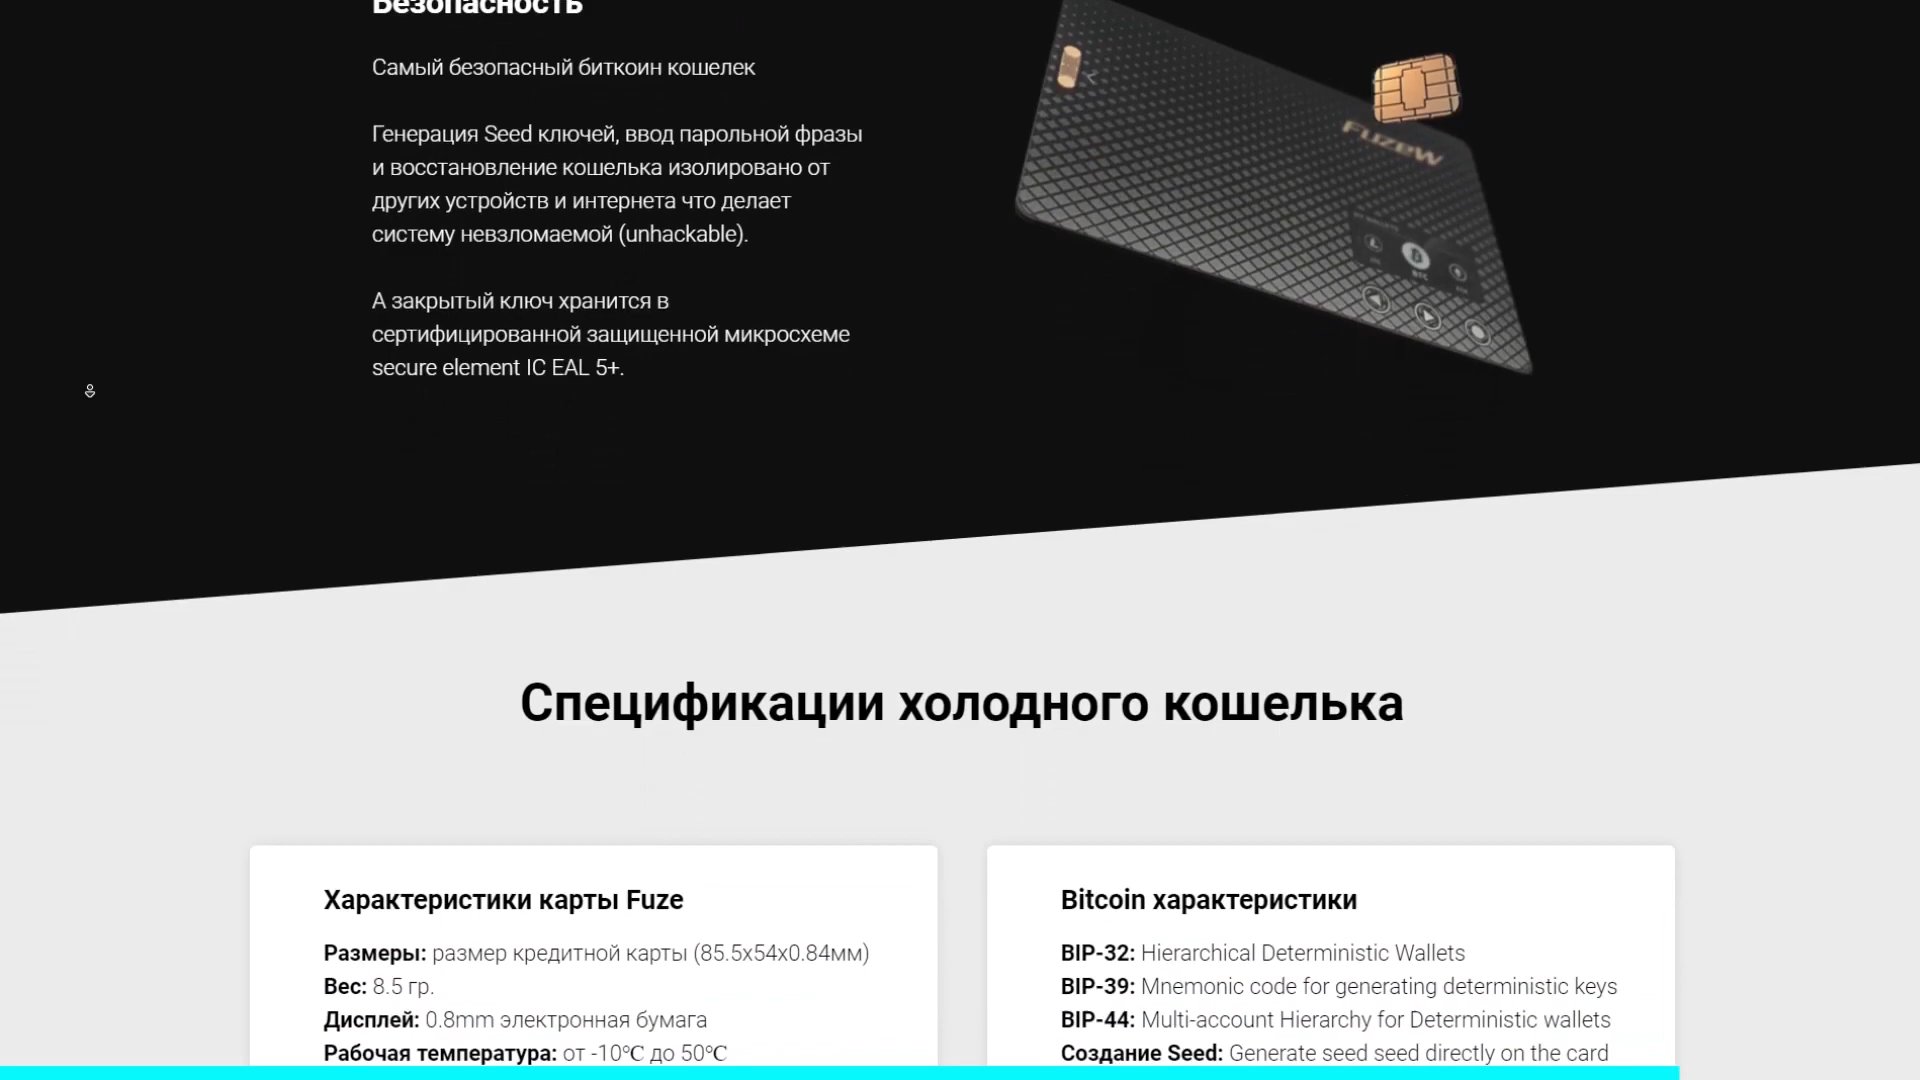 Безопасность
Самый безопасный биткоин кошелек
Генерация Seed ключей, ввод парольной фразы
и восстановление кошелька изолировано от
других устройств и интернета что делает
систему невзломаемой (unhackable).
А закрытый ключ хранится в
сертифицированной защищенной микросхеме
secure element IC EAL 5+.
FuzeW
BTC
Спецификации холодного кошелька
Характеристики карты Fuze
Размеры: размер кредитной карты (85.5x54x0.84мм)
Вес: 8.5 гр.
Дисплей: 0.8mm электронная бумага
Рабочая температура: от -10℃ до 50℃
Bitcoin характеристики
BIP-32: Hierarchical Deterministic Wallets
BIP-39: Mnemonic code for generating deterministic keys
BIP-44: Multi-account Hierarchy for Deterministic wallets
Создание Seed: Generate seed seed directly on the card